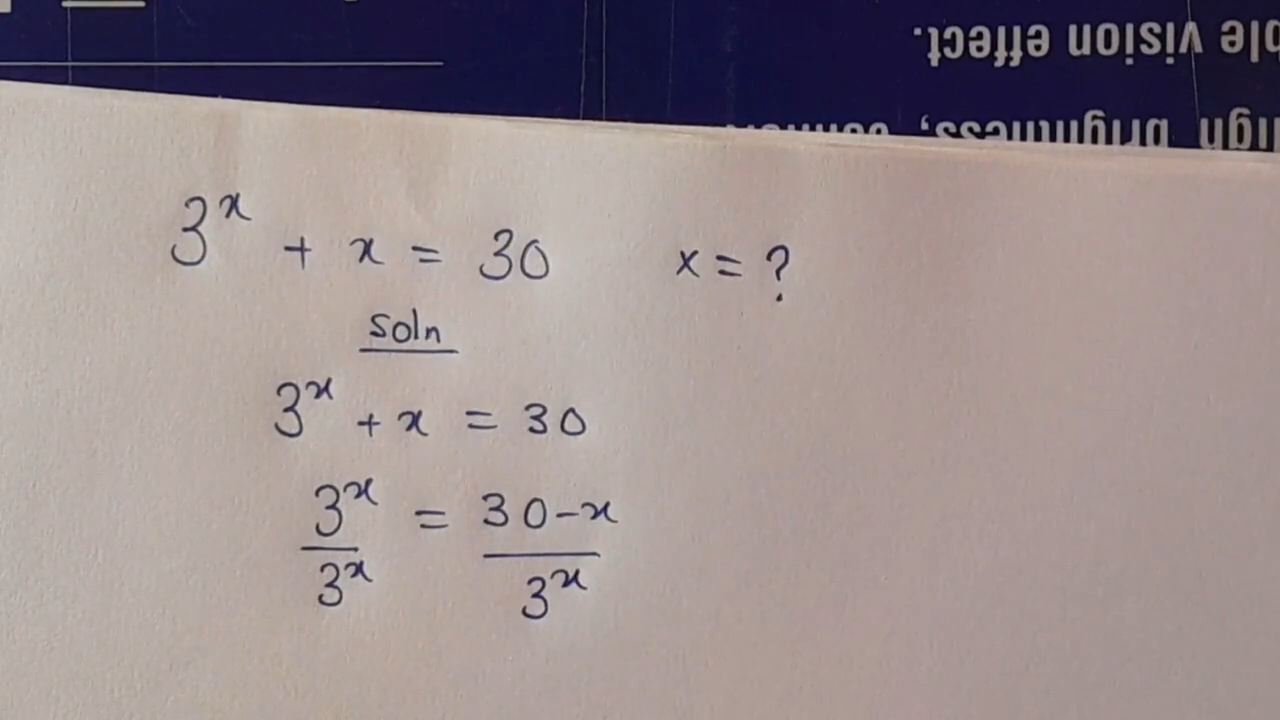 ble vision effect.
3^x + x = 30 x = ?
soln
3^x + x = 30
3^x/3^x = 30-x/3^x